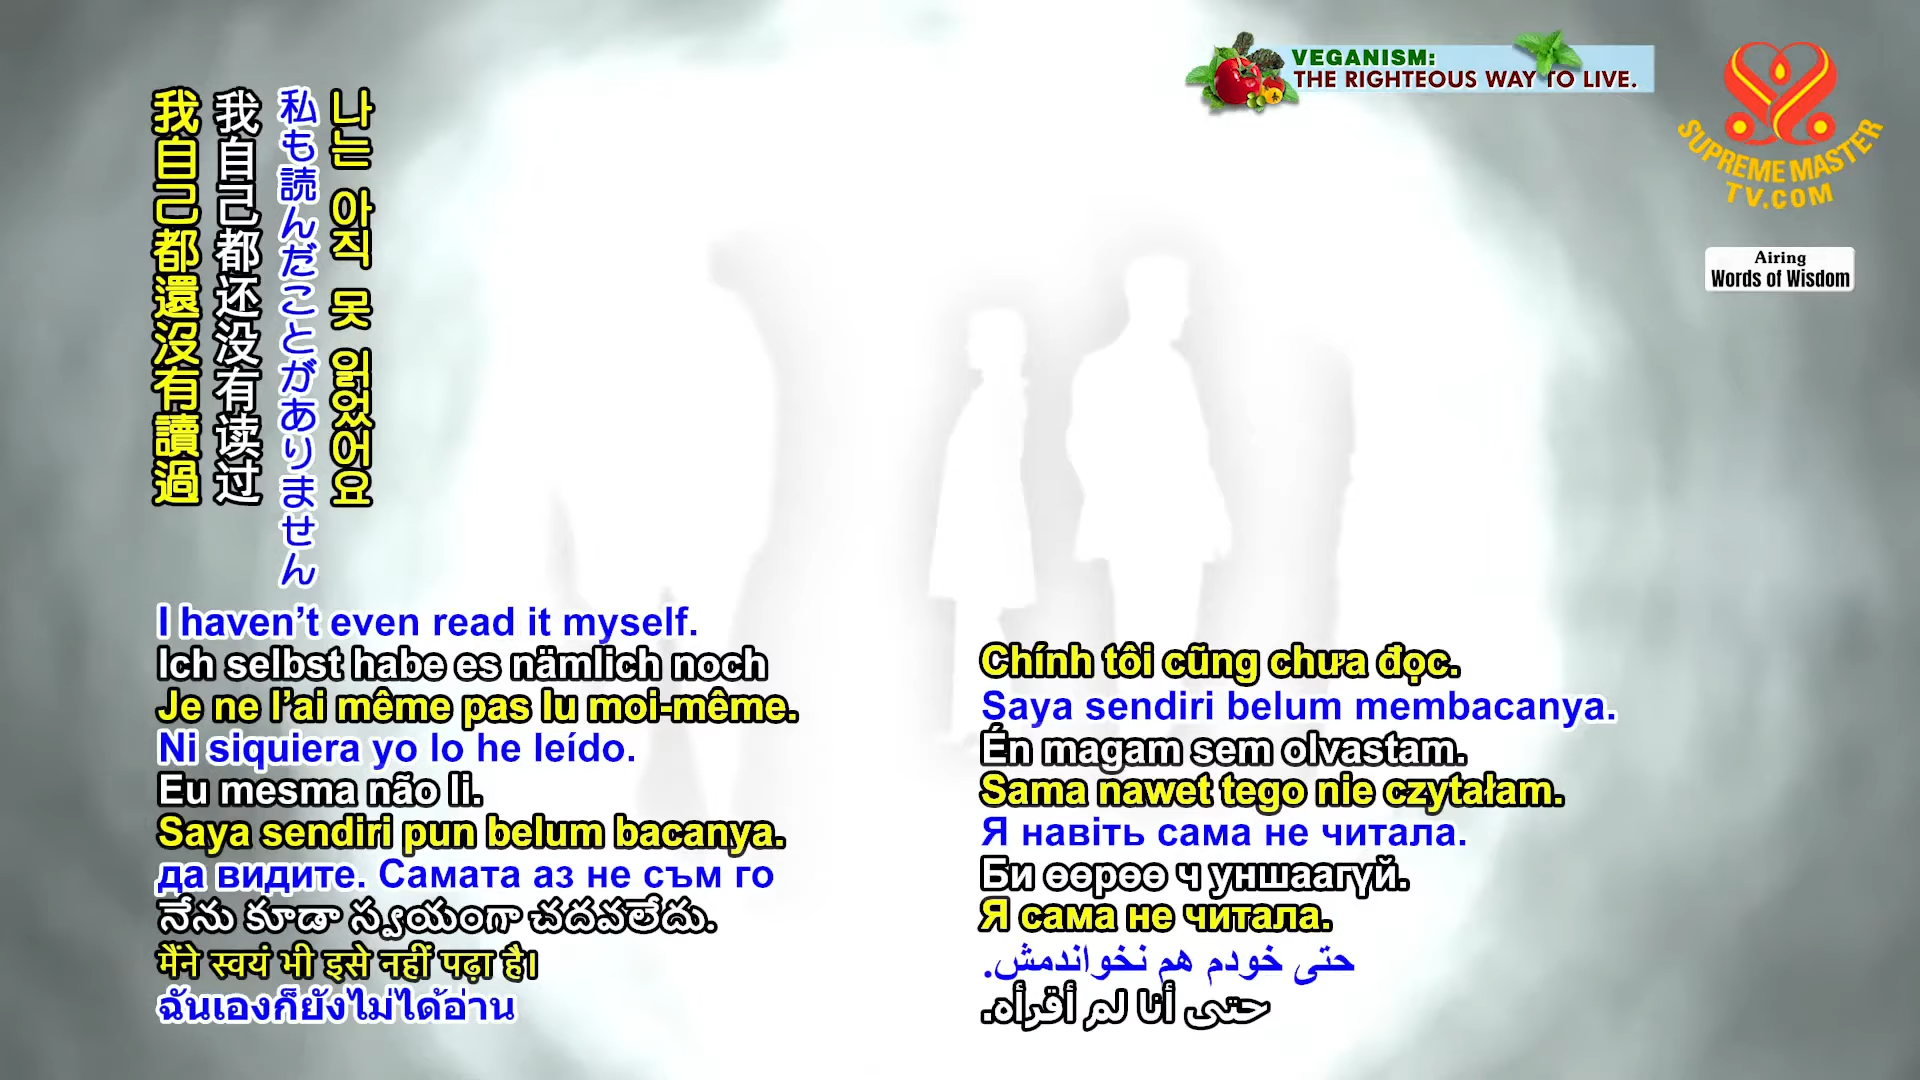 VEGANISM:
THE RIGHTEOUS WAY TO LIVE.
SUPREME MASTER
TV.COM
Airing
Words of Wisdom
我自己都還沒有讀過
我自己都还没有读过
私も読んだことがありません
나는 아직 못 읽었어요
I haven’t even read it myself.
Ich selbst habe es nämlich noch
Je ne l’ai même pas lu moi-même.
Ni siquiera yo lo he leído.
Eu mesma não li.
Saya sendiri pun belum bacanya.
да видите. Самата аз не съм го
నేను కూడా స్వయంగా చదవలేదు.
मैंने स्वयं भी इसे नहीं पढ़ा है।
ฉันเองก็ยังไม่ได้อ่าน
Chính tôi cũng chưa đọc.
Saya sendiri belum membacanya.
Én magam sem olvastam.
Sama nawet tego nie czytałam.
Я навіть сама не читала.
Би өөрөө ч уншаагүй.
Я сама не читала.
حتی خودم هم نخواندمش.
حتى أنا لم أقرأه.